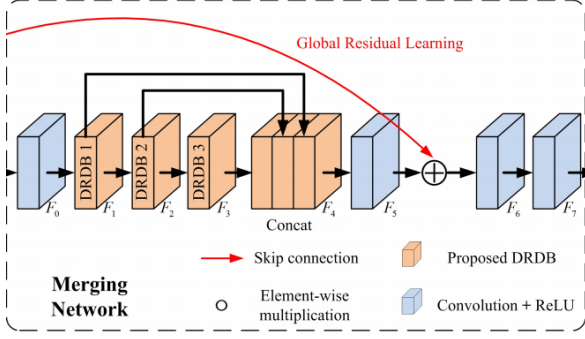 Global Residual Learning
DRDB 1
DRDB 2
DRDB 3
F0
F1
F2
F3
F4
F5
F6
F7
Concat
Merging
Network
Skip connection
Proposed DRDB
Element-wise
multiplication
Convolution + ReLU